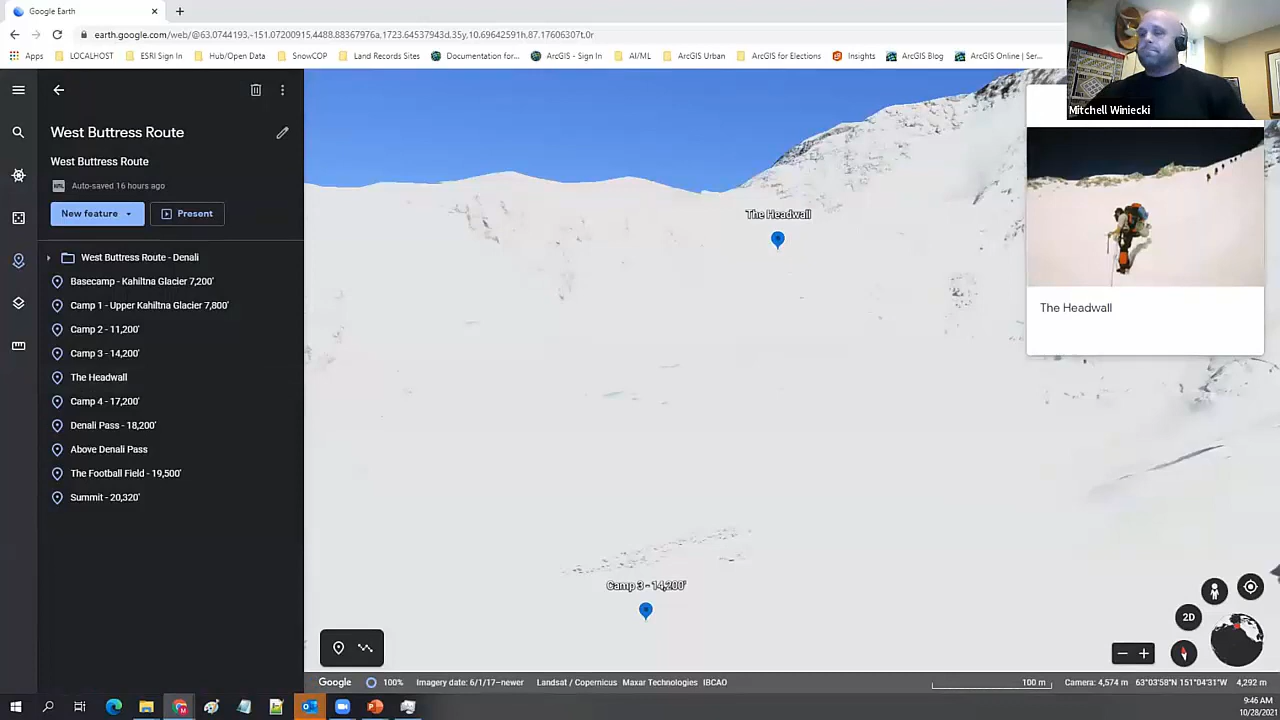 Google Earth
earth.google.com/web/@63.0744193,-151.07200915,4488.88367976a,1723.64537943d,35y,10.69642591h,87.17606307t,0r
Apps LOCALHOST ESRI Sign In Hub/Open Data SnowCOP Land Records Sites Documentation for... ArcGIS - Sign In AI/ML ArcGIS Urban ArcGIS for Elections Insights ArcGIS Blog ArcGIS Online | Ser...
Mitchell Winiecki
West Buttress Route
West Buttress Route
KML Auto-saved 16 hours ago
New feature Present
West Buttress Route - Denali
Basecamp - Kahiltna Glacier 7,200'
Camp 1 - Upper Kahiltna Glacier 7,800'
Camp 2 - 11,200'
Camp 3 - 14,200'
The Headwall
Camp 4 - 17,200'
Denali Pass - 18,200'
Above Denali Pass
The Football Field - 19,500'
Summit - 20,320'
The Headwall
The Headwall
Camp 3 - 14,200'
2D
Google 100% Imagery date: 6/1/17-newer Landsat / Copernicus Maxar Technologies IBCAO 100 m Camera: 4,574 m 63°03'58"N 151°04'31"W 4,292 m
9:46 AM
10/28/2021